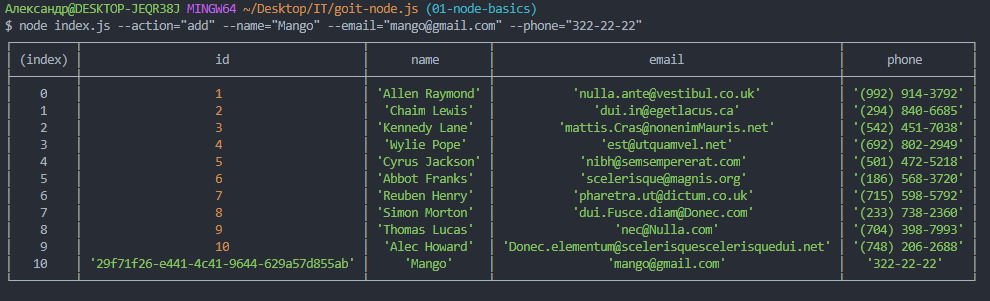 Александр@DESKTOP-JEQR38J MINGW64 ~/Desktop/IT/goit-node.js (01-node-basics)
$ node index.js --action="add" --name="Mango" --email="mango@gmail.com" --phone="322-22-22"
(index) id name email phone
0 1 'Allen Raymond' 'nulla.ante@vestibul.co.uk' '(992) 914-3792'
1 2 'Chaim Lewis' 'dui.in@egetlacus.ca' '(294) 840-6685'
2 3 'Kennedy Lane' 'mattis.Cras@nonenimMauris.net' '(542) 451-7038'
3 4 'Wylie Pope' 'est@utquamvel.net' '(692) 802-2949'
4 5 'Cyrus Jackson' 'nibh@semsempererat.com' '(501) 472-5218'
5 6 'Abbot Franks' 'scelerisque@magnis.org' '(186) 568-3720'
6 7 'Reuben Henry' 'pharetra.ut@dictum.co.uk' '(715) 598-5792'
7 8 'Simon Morton' 'dui.Fusce.diam@Donec.com' '(233) 738-2360'
8 9 'Thomas Lucas' 'nec@Nulla.com' '(704) 398-7993'
9 10 'Alec Howard' 'Donec.elementum@scelerisquescelerisquedui.net' '(748) 206-2688'
10 '29f71f26-e441-4c41-9644-629a57d855ab' 'Mango' 'mango@gmail.com' '322-22-22'